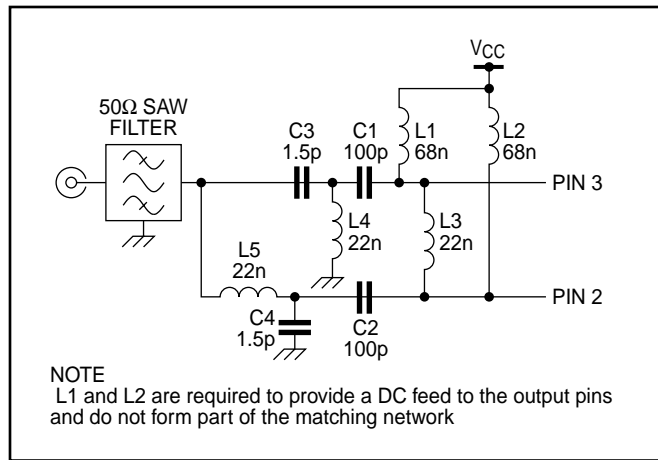 VCC
50Ω SAW
FILTER
C3
1.5p
C1
100p
L1
68n
L2
68n
PIN 3
L4
22n
L3
22n
L5
22n
PIN 2
C4
1.5p
C2
100p
NOTE
L1 and L2 are required to provide a DC feed to the output pins
and do not form part of the matching network